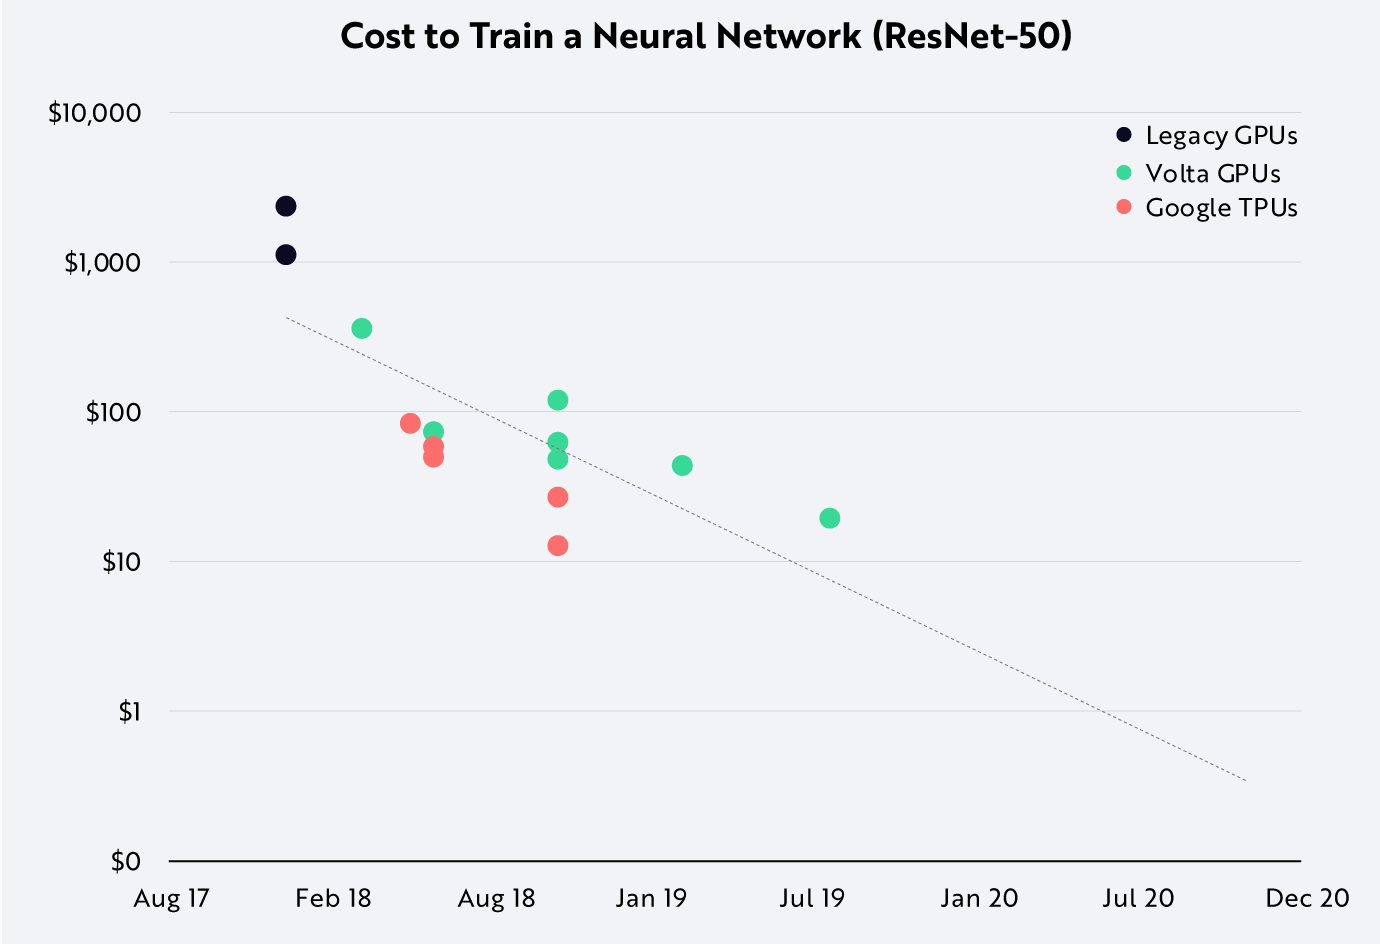 Cost to Train a Neural Network (ResNet-50)
$10,000
Legacy GPUs
Volta GPUs
Google TPUs
$1,000
$100
$10
$1
$0
Aug 17 Feb 18 Aug 18 Jan 19 Jul 19 Jan 20 Jul 20 Dec 20